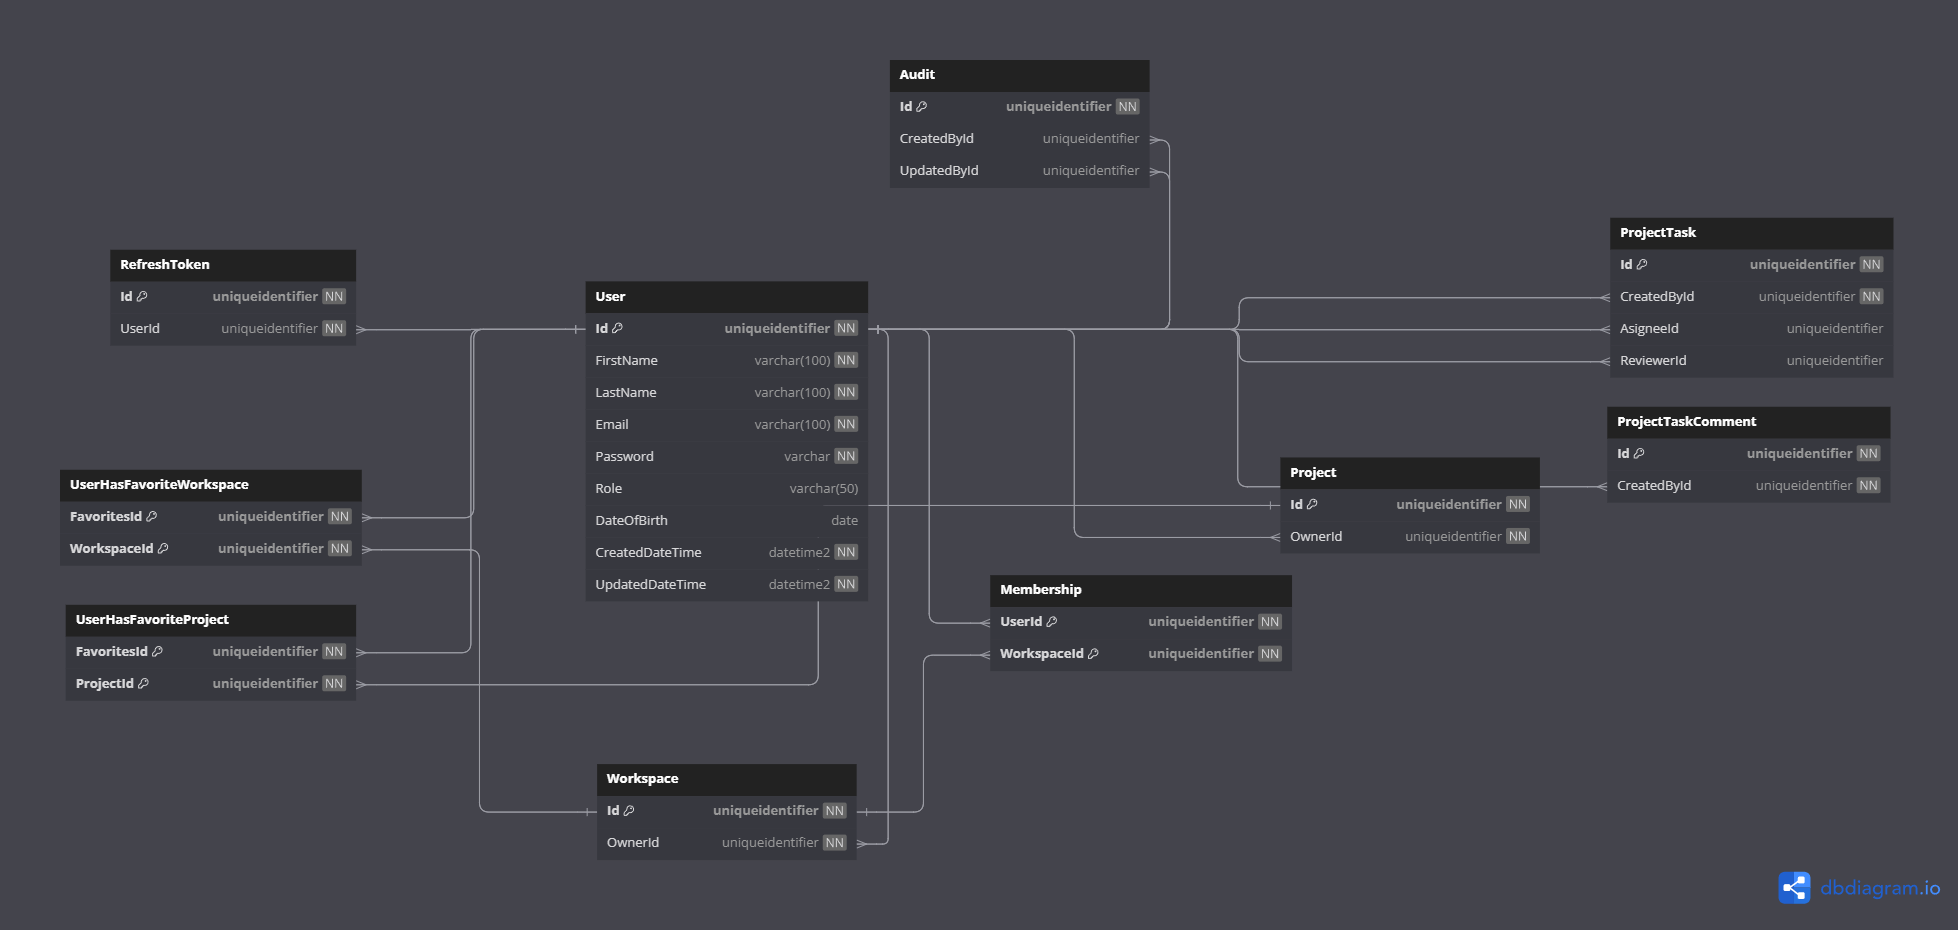 Audit
Id uniqueidentifier NN
CreatedById uniqueidentifier
UpdatedById uniqueidentifier
ProjectTask
Id uniqueidentifier NN
CreatedById uniqueidentifier NN
AsigneeId uniqueidentifier
ReviewerId uniqueidentifier
RefreshToken
Id uniqueidentifier NN
UserId uniqueidentifier NN
User
Id uniqueidentifier NN
FirstName varchar(100) NN
LastName varchar(100) NN
Email varchar(100) NN
Password varchar NN
Role varchar(50)
DateOfBirth date
CreatedDateTime datetime2 NN
UpdatedDateTime datetime2 NN
ProjectTaskComment
Id uniqueidentifier NN
CreatedById uniqueidentifier NN
Project
Id uniqueidentifier NN
OwnerId uniqueidentifier NN
UserHasFavoriteWorkspace
FavoritesId uniqueidentifier NN
WorkspaceId uniqueidentifier NN
Membership
UserId uniqueidentifier NN
WorkspaceId uniqueidentifier NN
UserHasFavoriteProject
FavoritesId uniqueidentifier NN
ProjectId uniqueidentifier NN
Workspace
Id uniqueidentifier NN
OwnerId uniqueidentifier NN
dbdiagram.io